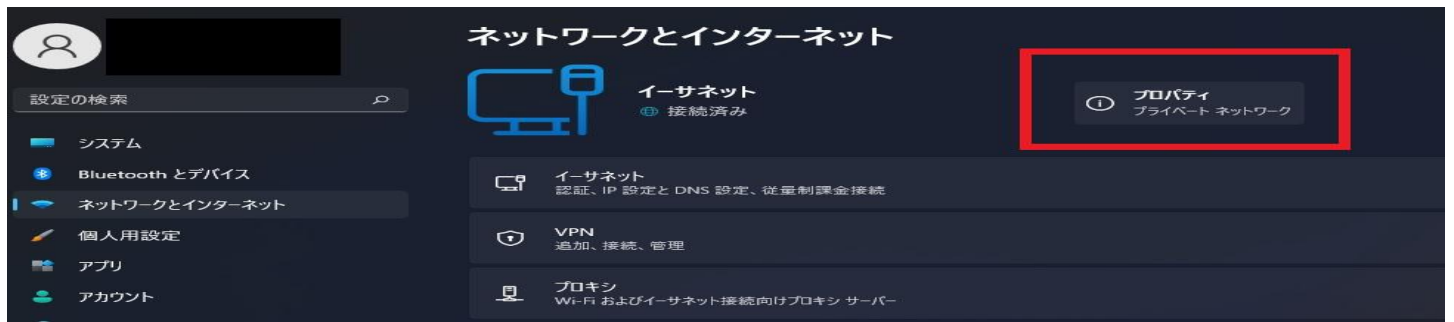 ネットワークとインターネット
設定の検索
イーサネット
接続済み
プロパティ
プライベート ネットワーク
システム
Bluetooth とデバイス
ネットワークとインターネット
個人用設定
アプリ
アカウント
イーサネット
認証、IP 設定と DNS 設定、従量制課金接続
VPN
追加、接続、管理
プロキシ
Wi-Fi およびイーサネット接続向けプロキシ サーバー